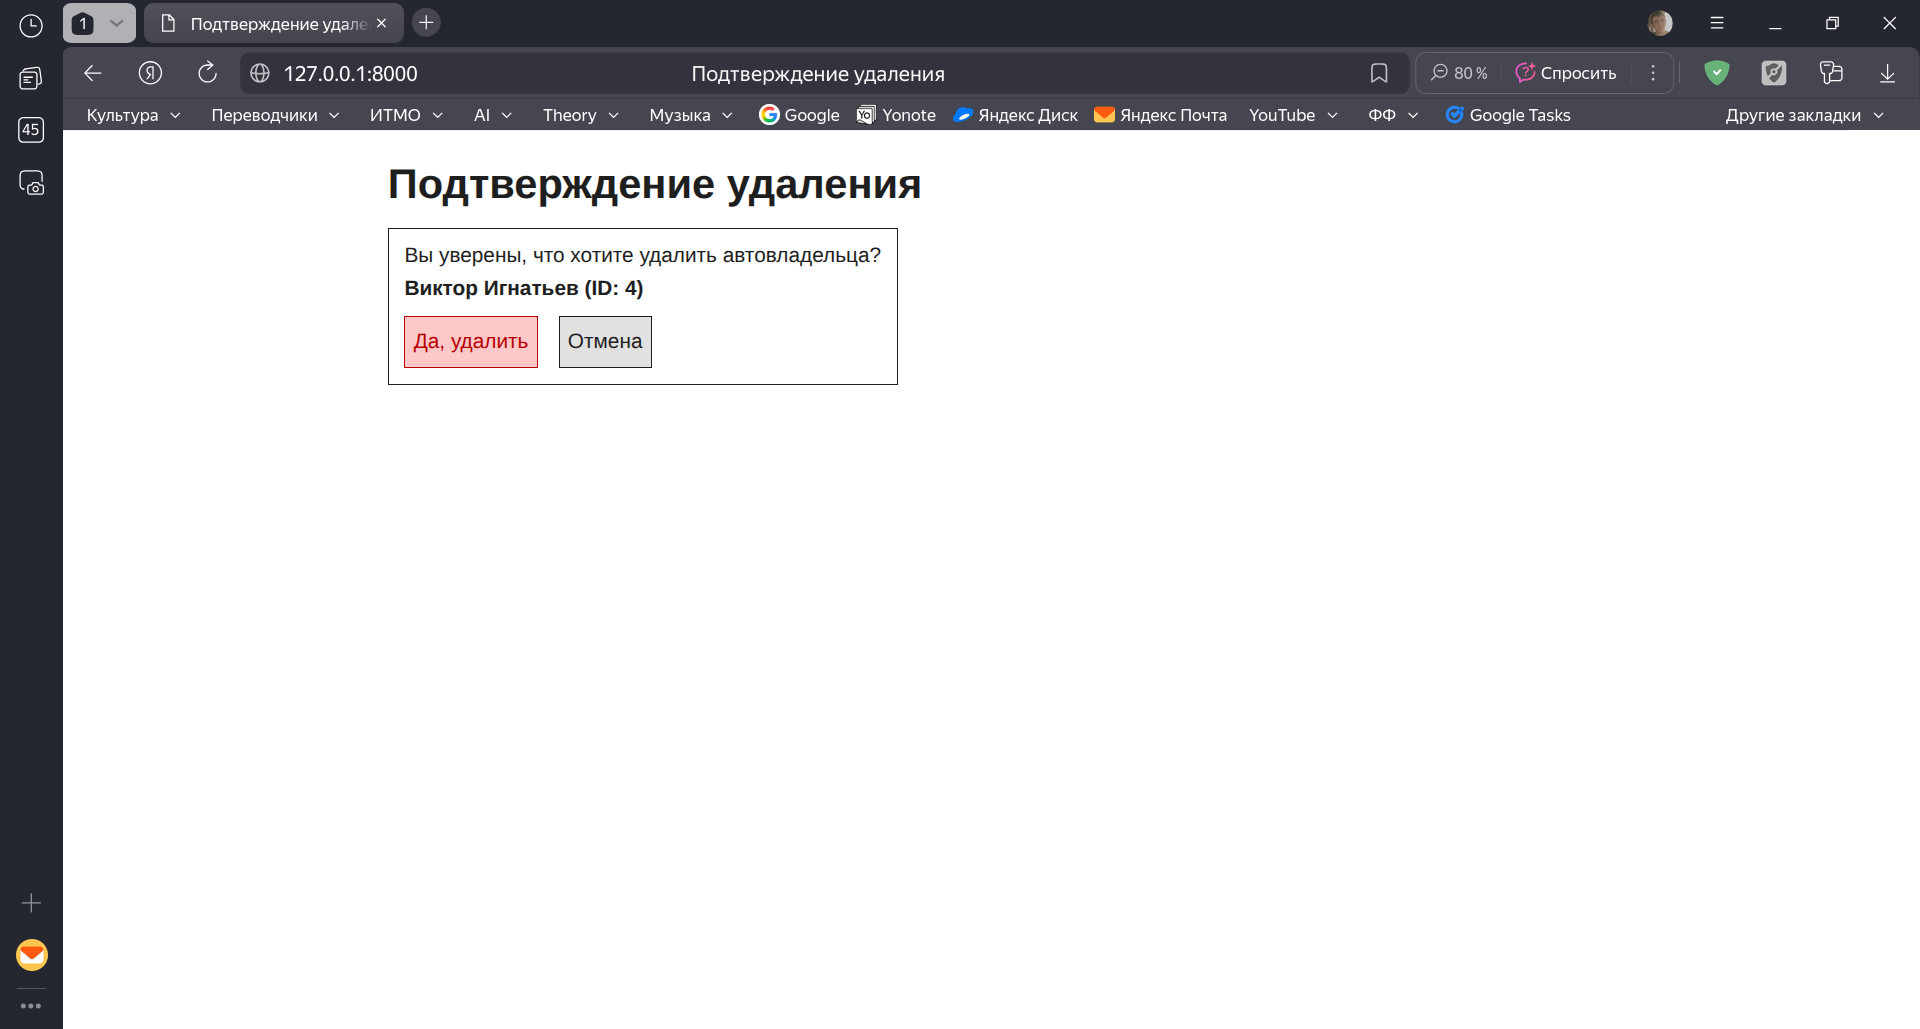 1
Подтверждение удале
127.0.0.1:8000
Подтверждение удаления
80 %
Спросить
45
Культура
Переводчики
ИТМО
AI
Theory
Музыка
Google
Yonote
Яндекс Диск
Яндекс Почта
YouTube
ФФ
Google Tasks
Другие закладки
Подтверждение удаления
Вы уверены, что хотите удалить автовладельца?
Виктор Игнатьев (ID: 4)
Да, удалить
Отмена